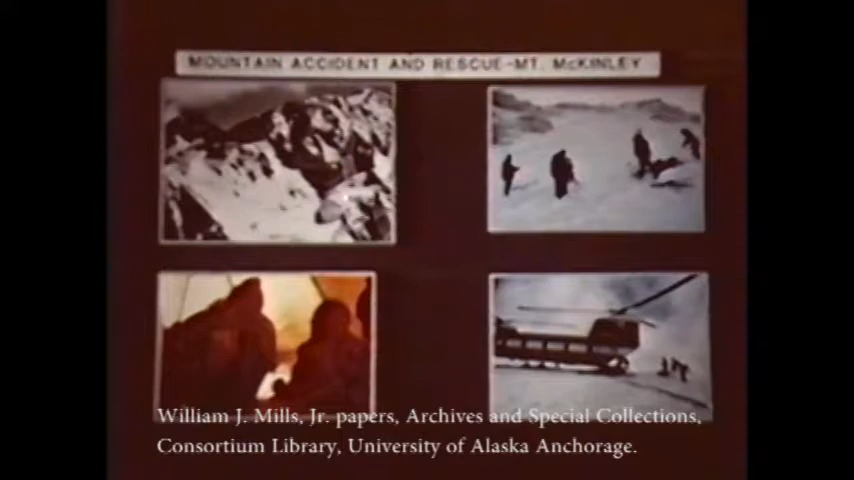 MOUNTAIN ACCIDENT AND RESCUE-MT. McKINLEY
William J. Mills, Jr. papers, Archives and Special Collections,
Consortium Library, University of Alaska Anchorage.